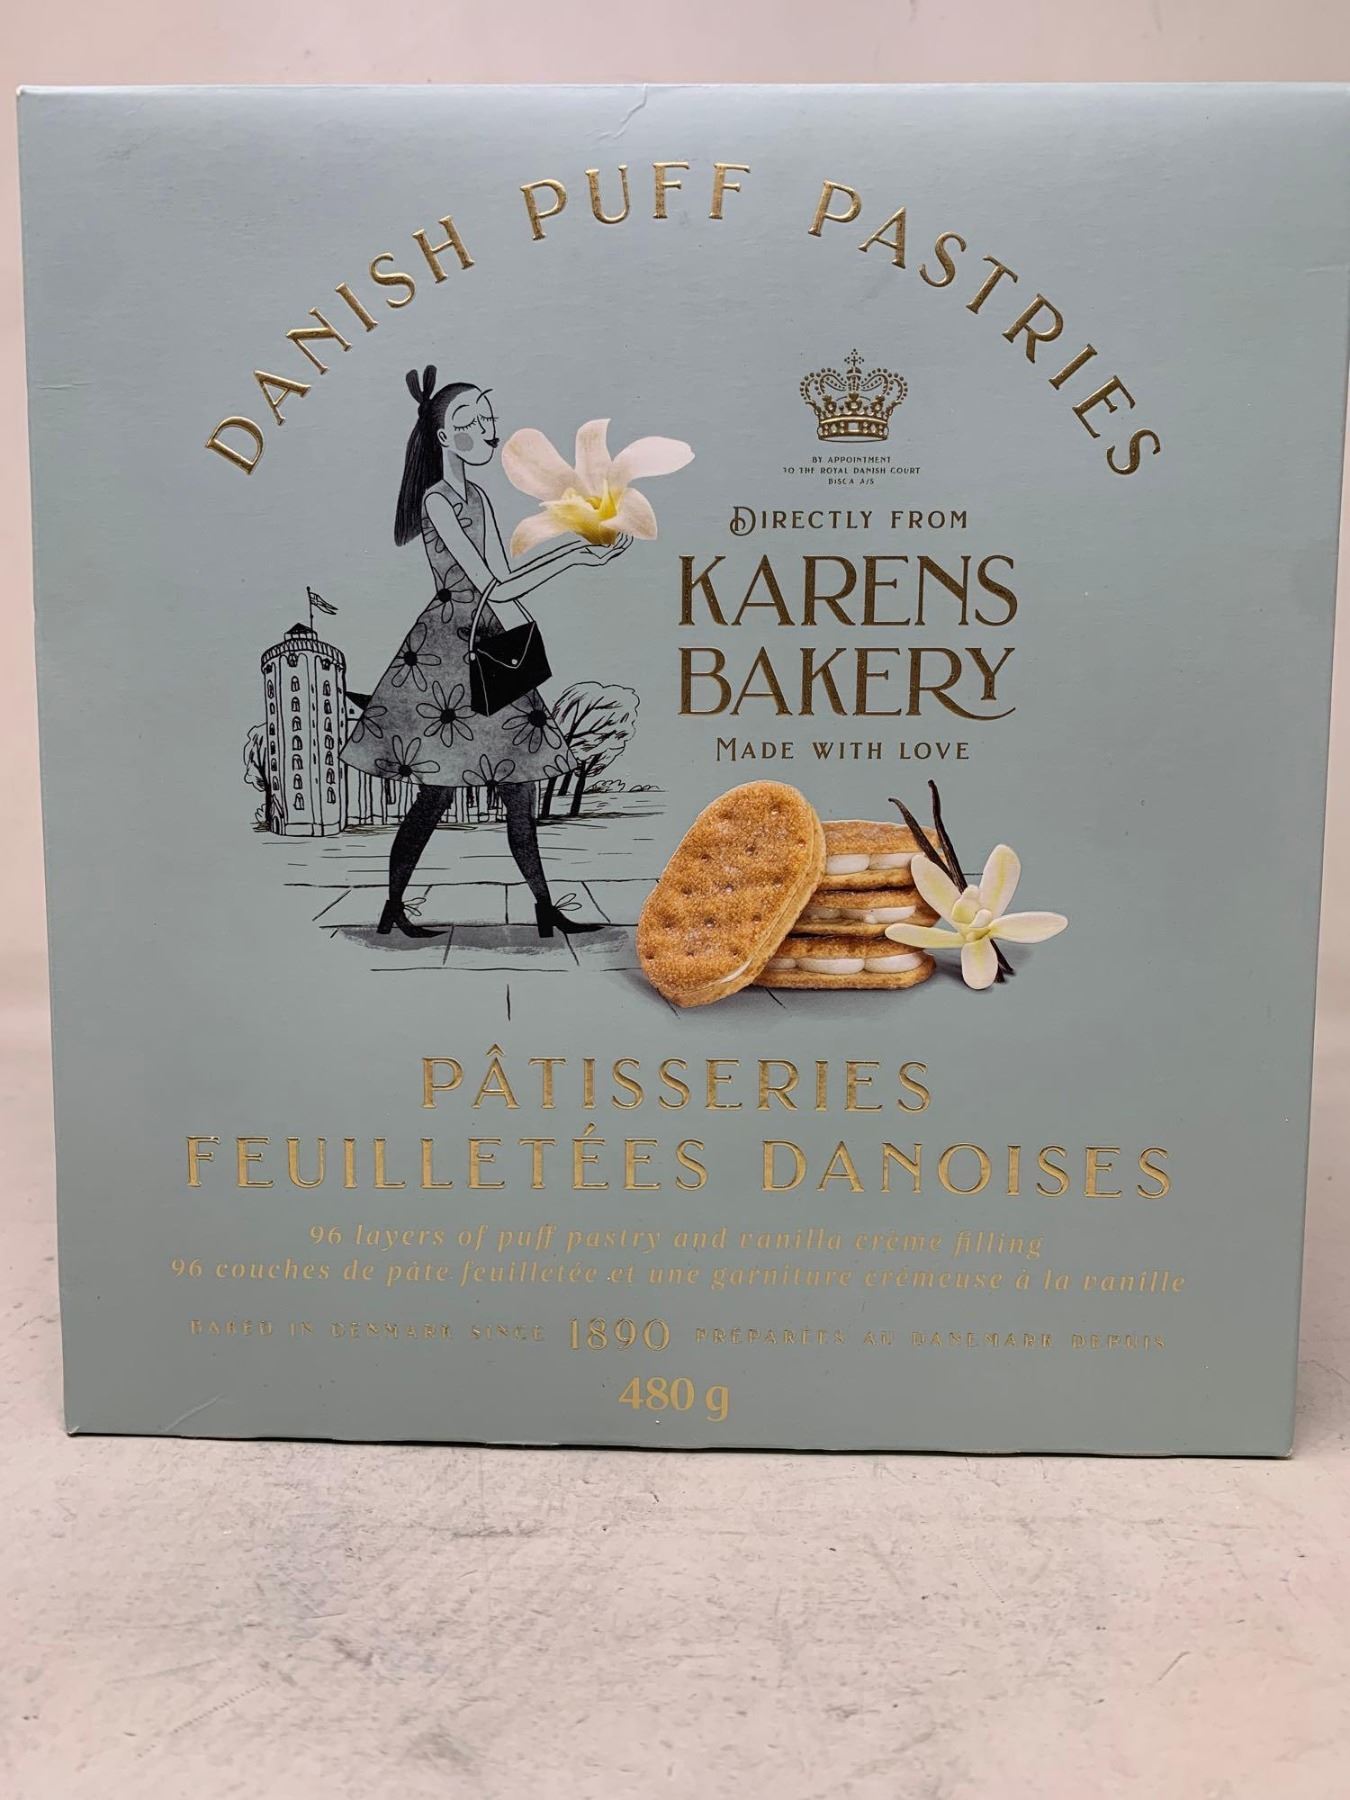 DANISH PUFF PASTRIES
BY APPOINTMENT
TO THE ROYAL DANISH COURT
BISCA A/S
DIRECTLY FROM
KARENS
BAKERY
MADE WITH LOVE
PÂTISSERIES
FEUILLETÉES DANOISES
96 layers of puff pastry and vanilla crème filling
96 couches de pâte feuilletée et une garniture crémeuse à la vanille
BAKED IN DENMARK SINCE 1890 PRÉPARÉES AU DANEMARK DEPUIS
480 g